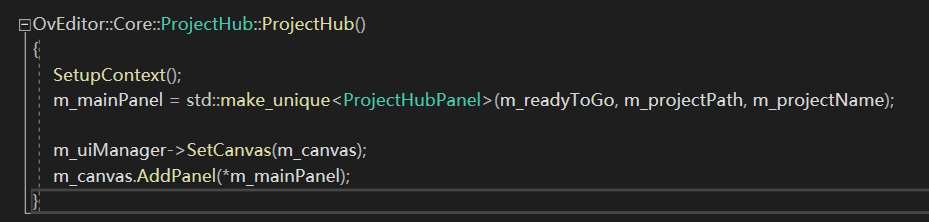 OvEditor::Core::ProjectHub::ProjectHub()
{
SetupContext();
m_mainPanel = std::make_unique<ProjectHubPanel>(m_readyToGo, m_projectPath, m_projectName);
m_uiManager->SetCanvas(m_canvas);
m_canvas.AddPanel(*m_mainPanel);
}